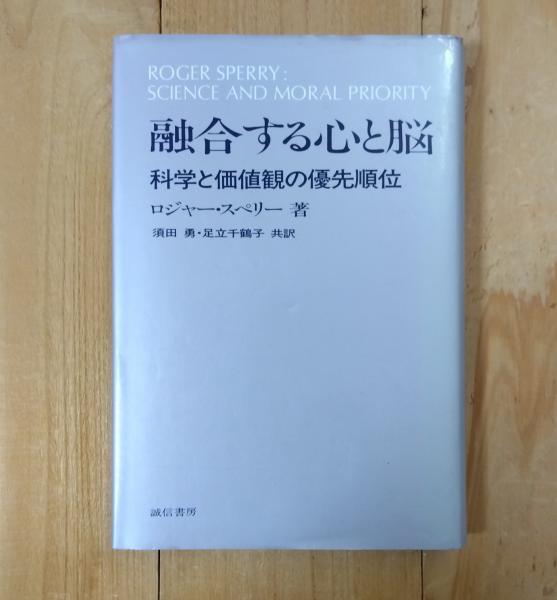 ROGER SPERRY:
SCIENCE AND MORAL PRIORITY
融合する心と脳
科学と価値観の優先順位
ロジャー・スペリー 著
須田 勇・足立千鶴子 共訳
誠信書房